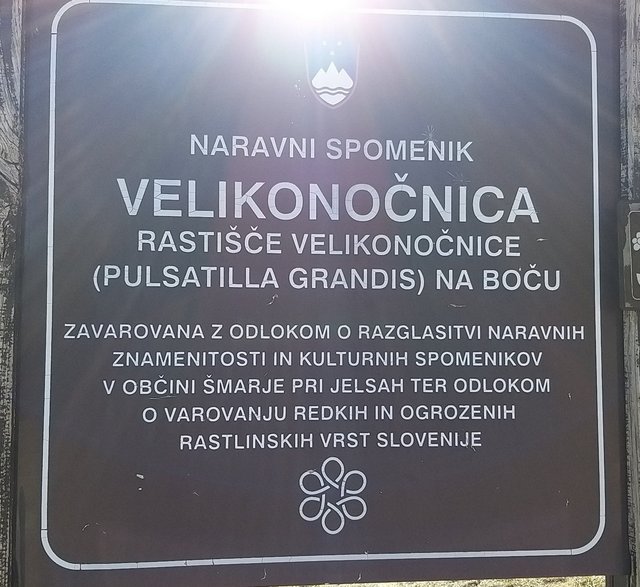 NARAVNI SPOMENIK
VELIKONOČNICA
RASTIŠČE VELIKONOČNICE
(PULSATILLA GRANDIS) NA BOČU
ZAVAROVANA Z ODLOKOM O RAZGLASITVI NARAVNIH
ZNAMENITOSTI IN KULTURNIH SPOMENIKOV
V OBČINI ŠMARJE PRI JELSAH TER ODLOKOM
O VAROVANJU REDKIH IN OGROZENIH
RASTLINSKIH VRST SLOVENIJE